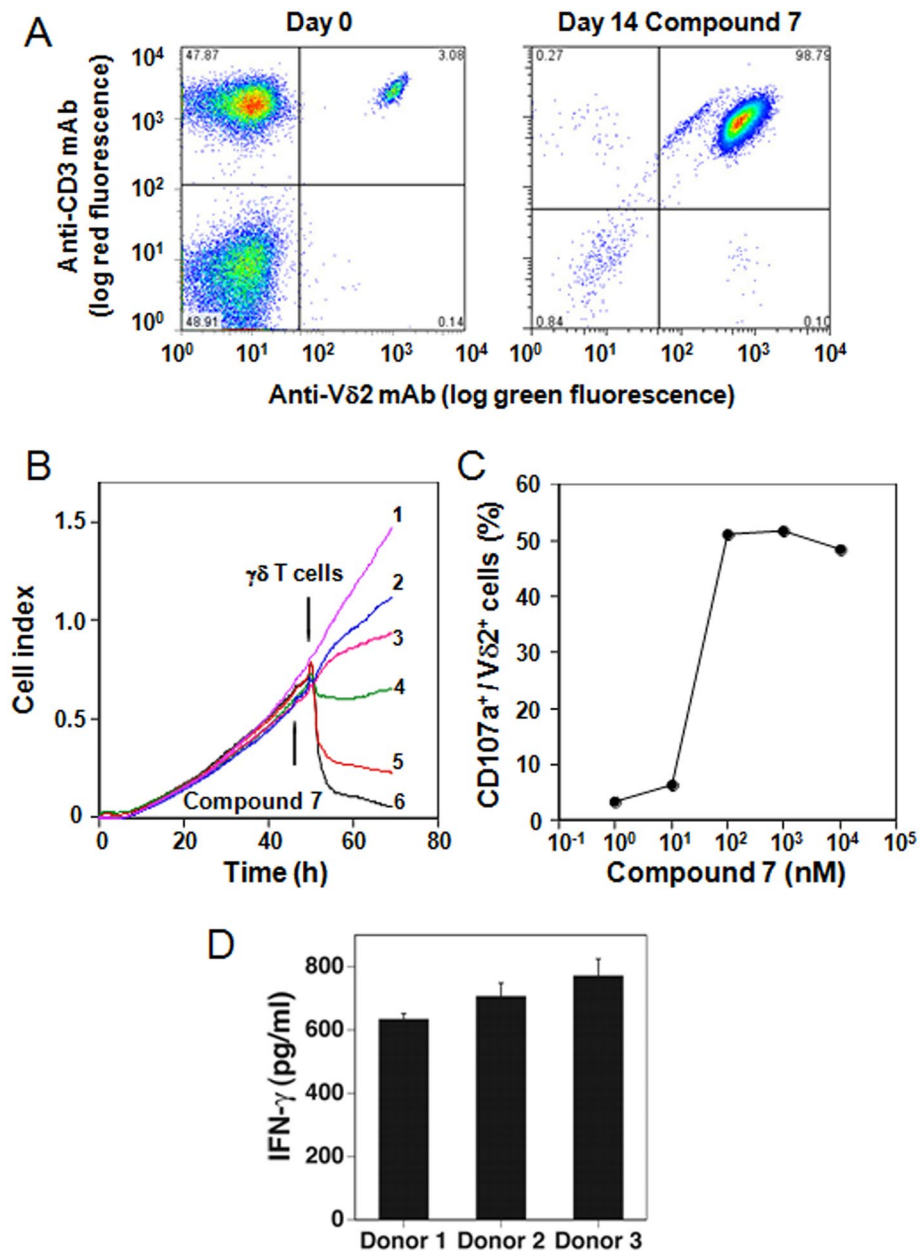 A
Day 0
Day 14 Compound 7
Anti-CD3 mAb
(log red fluorescence)
10⁴
10³
10²
10¹
10⁰
47.87
3.08
48.91
0.14
10⁰ 10¹ 10² 10³ 10⁴
0.27
98.79
0.84
0.10
10⁰ 10¹ 10² 10³ 10⁴
Anti-Vδ2 mAb (log green fluorescence)
B
Cell index
1.5
1.0
0.5
0
γδ T cells
Compound 7
1
2
3
4
5
6
0 20 40 60 80
Time (h)
C
CD107a⁺/ Vδ2⁺ cells (%)
60
50
40
30
20
10
0
10⁻¹ 10⁰ 10¹ 10² 10³ 10⁴ 10⁵
Compound 7 (nM)
D
IFN-γ (pg/ml)
800
600
400
200
0
Donor 1 Donor 2 Donor 3